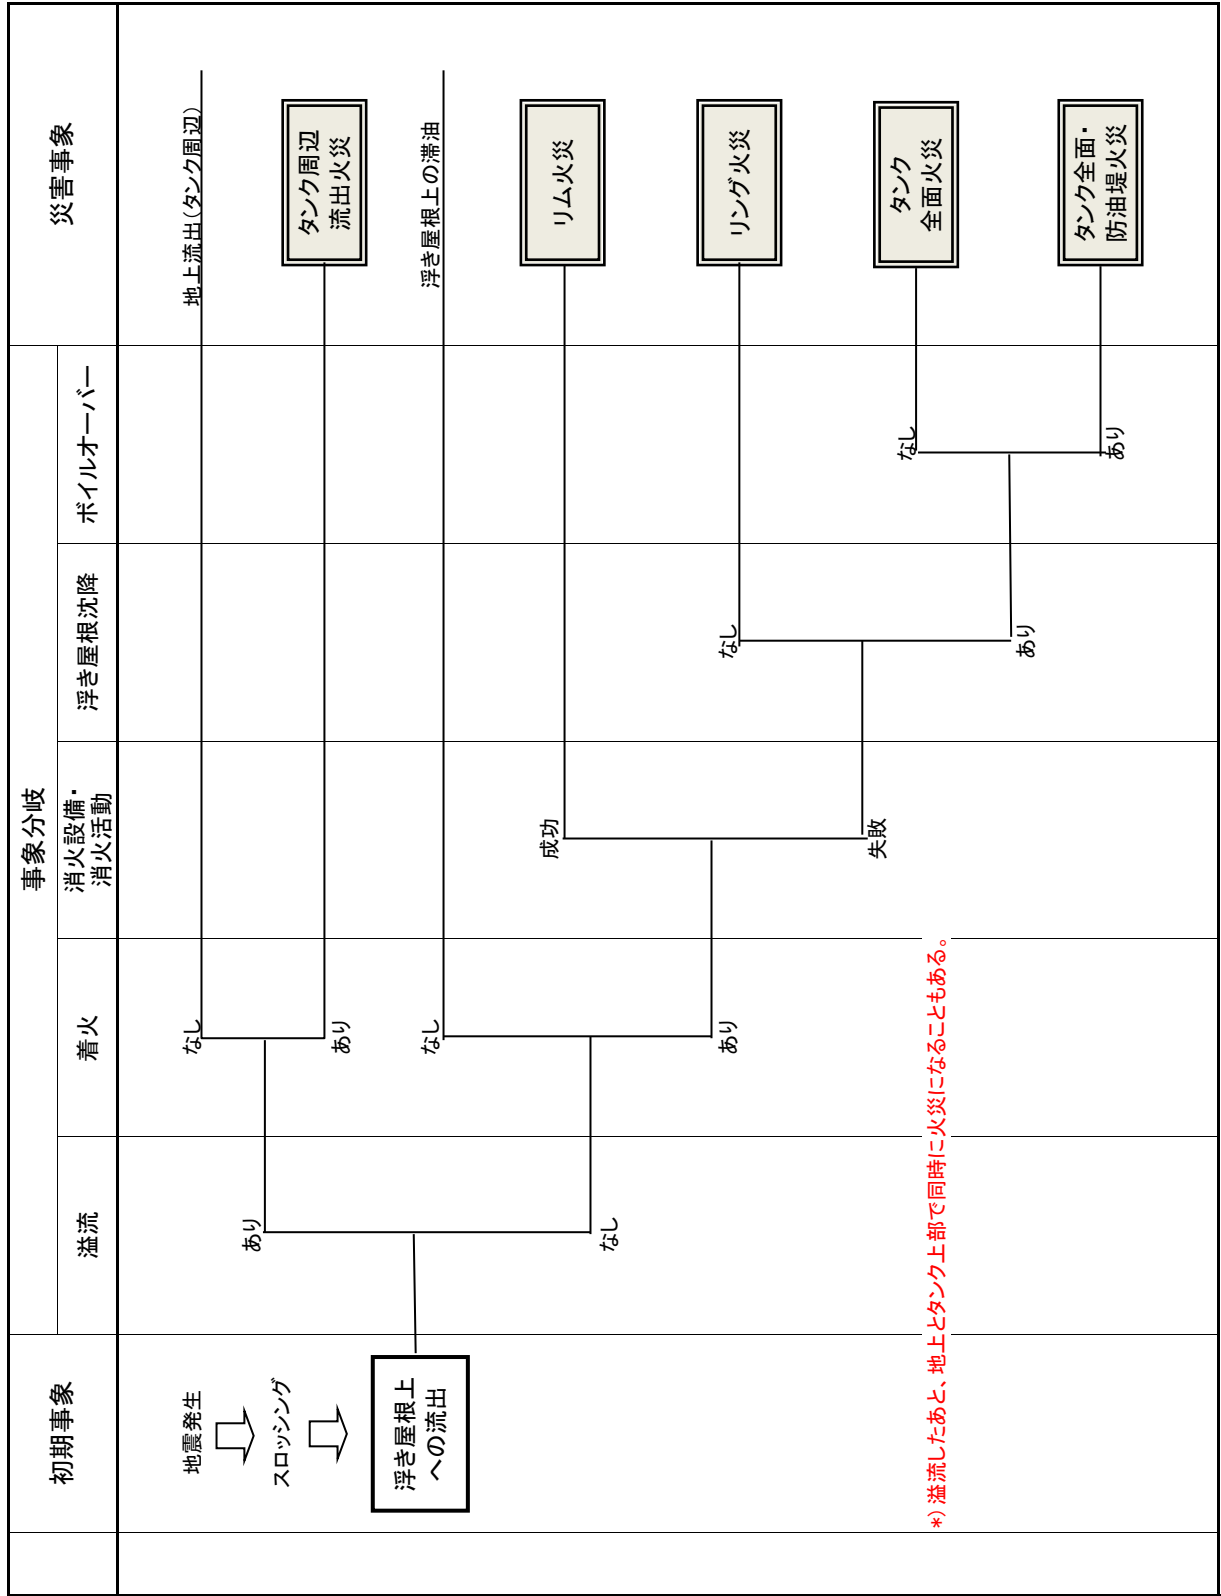 初期事象
事象分岐
災害事象
溢流
着火
消火設備・
消火活動
浮き屋根沈降
ボイルオーバー
地震発生
スロッシング
浮き屋根上
への流出
あり
なし
なし
あり
なし
あり
成功
失敗
なし
あり
なし
あり
地上流出（タンク周辺）
タンク周辺
流出火災
浮き屋根上の滞油
リム火災
リング火災
タンク
全面火災
タンク全面・
防油堤火災
*）溢流したあと、地上とタンク上部で同時に火災になることもある。